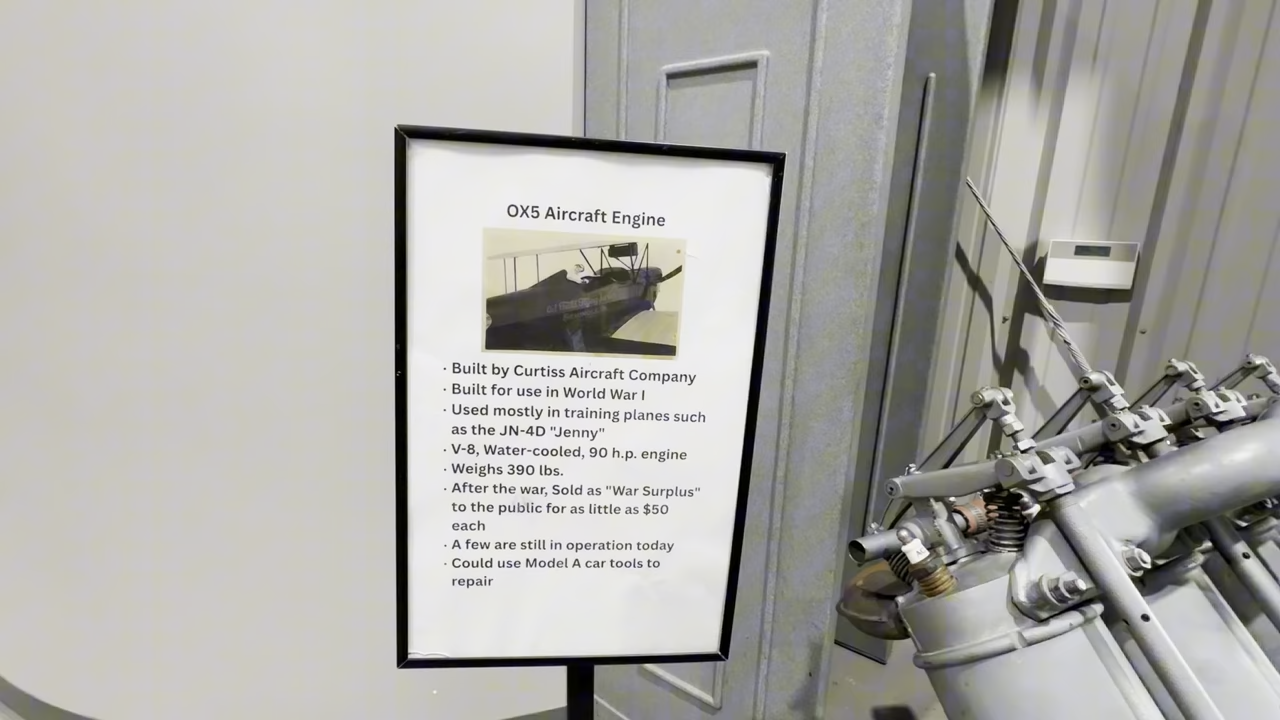 OX5 Aircraft Engine
· Built by Curtiss Aircraft Company
· Built for use in World War I
· Used mostly in training planes such
as the JN-4D "Jenny"
· V-8, Water-cooled, 90 h.p. engine
· Weighs 390 lbs.
· After the war, Sold as "War Surplus"
to the public for as little as $50
each
· A few are still in operation today
· Could use Model A car tools to
repair